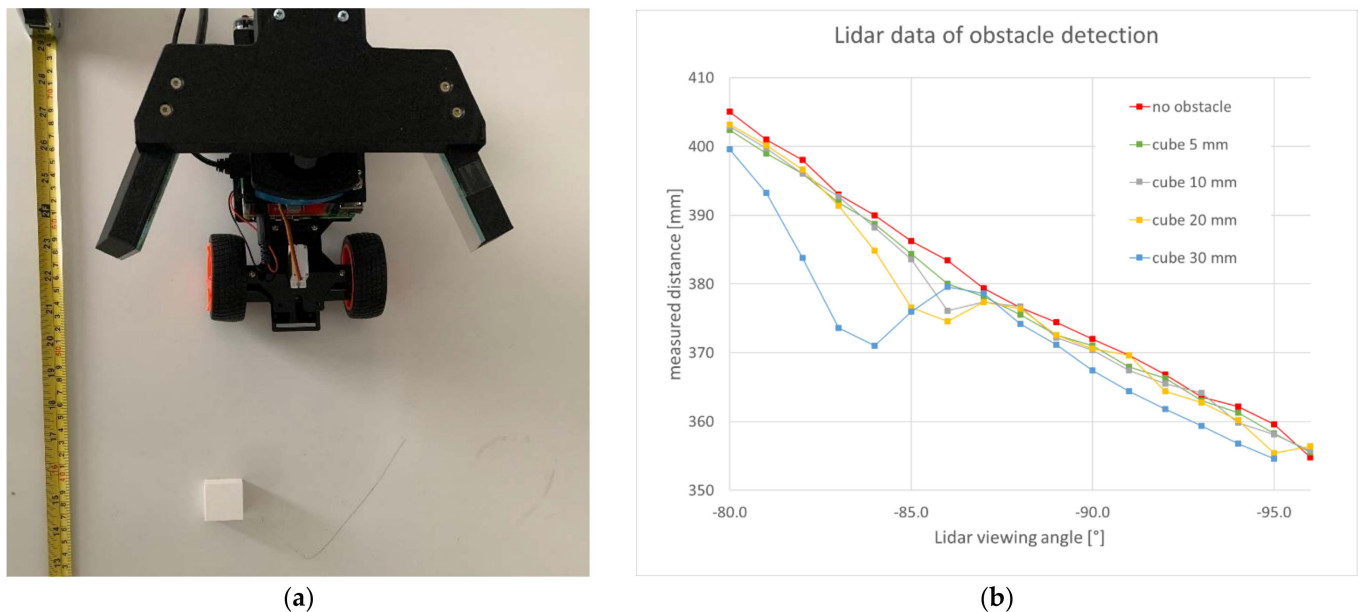 Lidar data of obstacle detection
410
400
390
380
370
360
350
measured distance [mm]
no obstacle
cube 5 mm
cube 10 mm
cube 20 mm
cube 30 mm
-80.0
-85.0
-90.0
-95.0
Lidar viewing angle [°]
(a)
(b)